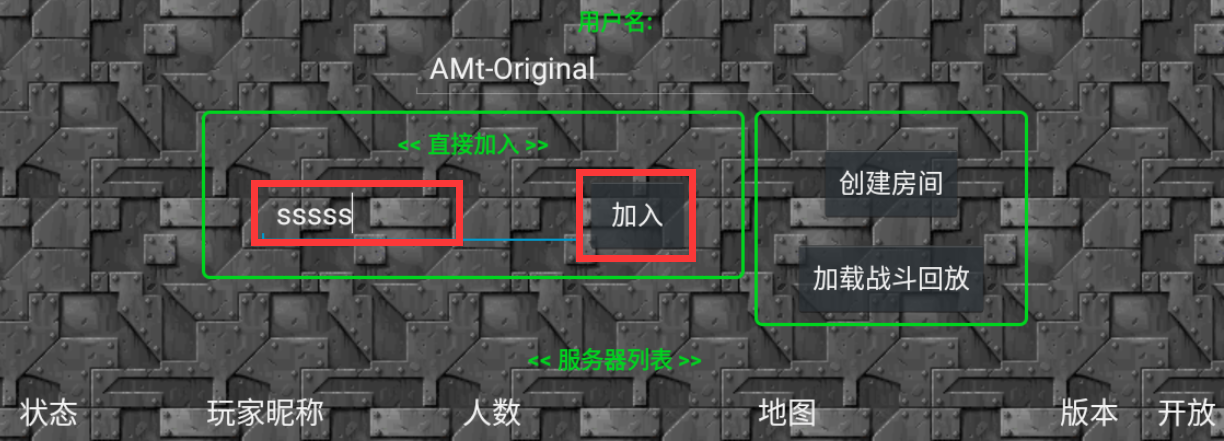 用户名:
AMt-Original
<< 直接加入 >>
sssss
加入
创建房间
加载战斗回放
<< 服务器列表 >>
状态 玩家昵称 人数 地图 版本 开放